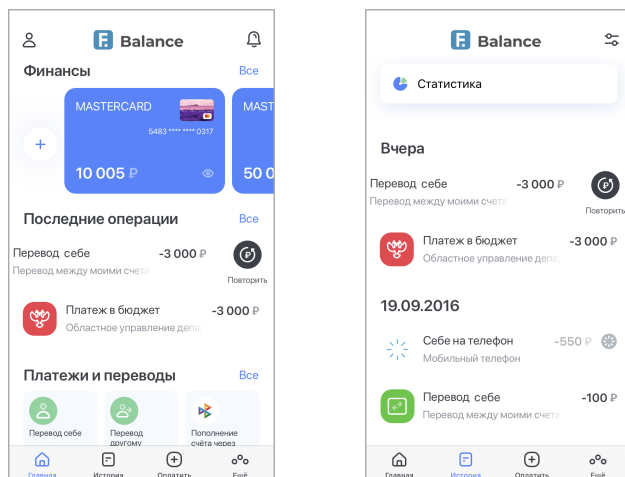 Balance
Финансы
Все
MASTERCARD
5483 **** **** 0317
10 005 ₽
MAST
50 0
Последние операции
Все
Перевод себе
-3 000 ₽
Перевод между моими счета
Повторить
Платеж в бюджет
-3 000 ₽
Областное управление депа
Платежи и переводы
Все
Перевод себе
Перевод
другому
Пополнение
счёта через
Главная
История
Оплатить
Ещё
Balance
Статистика
Вчера
Перевод себе
-3 000 ₽
Перевод между моими счета
Повторить
Платеж в бюджет
-3 000 ₽
Областное управление депа
19.09.2016
Себе на телефон
-550 ₽
Мобильный телефон
Перевод себе
-100 ₽
Перевод между моими счета
Главная
История
Оплатить
Ещё